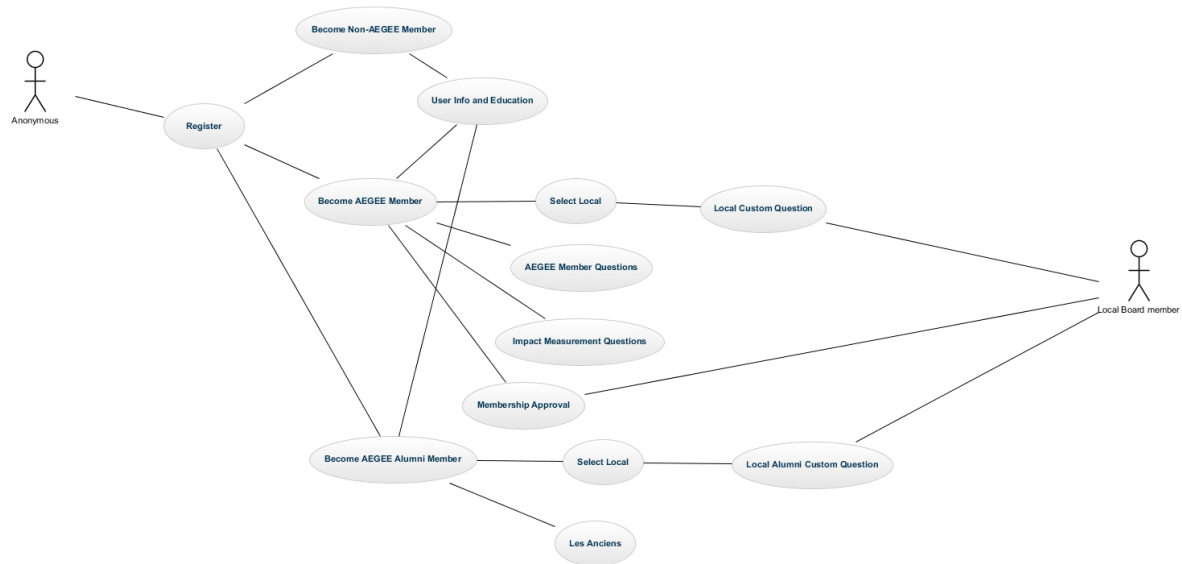 Become Non-AEGEE Member
User Info and Education
Anonymous
Register
Become AEGEE Member
Select Local
Local Custom Question
AEGEE Member Questions
Local Board member
Impact Measurement Questions
Membership Approval
Become AEGEE Alumni Member
Select Local
Local Alumni Custom Question
Les Anciens